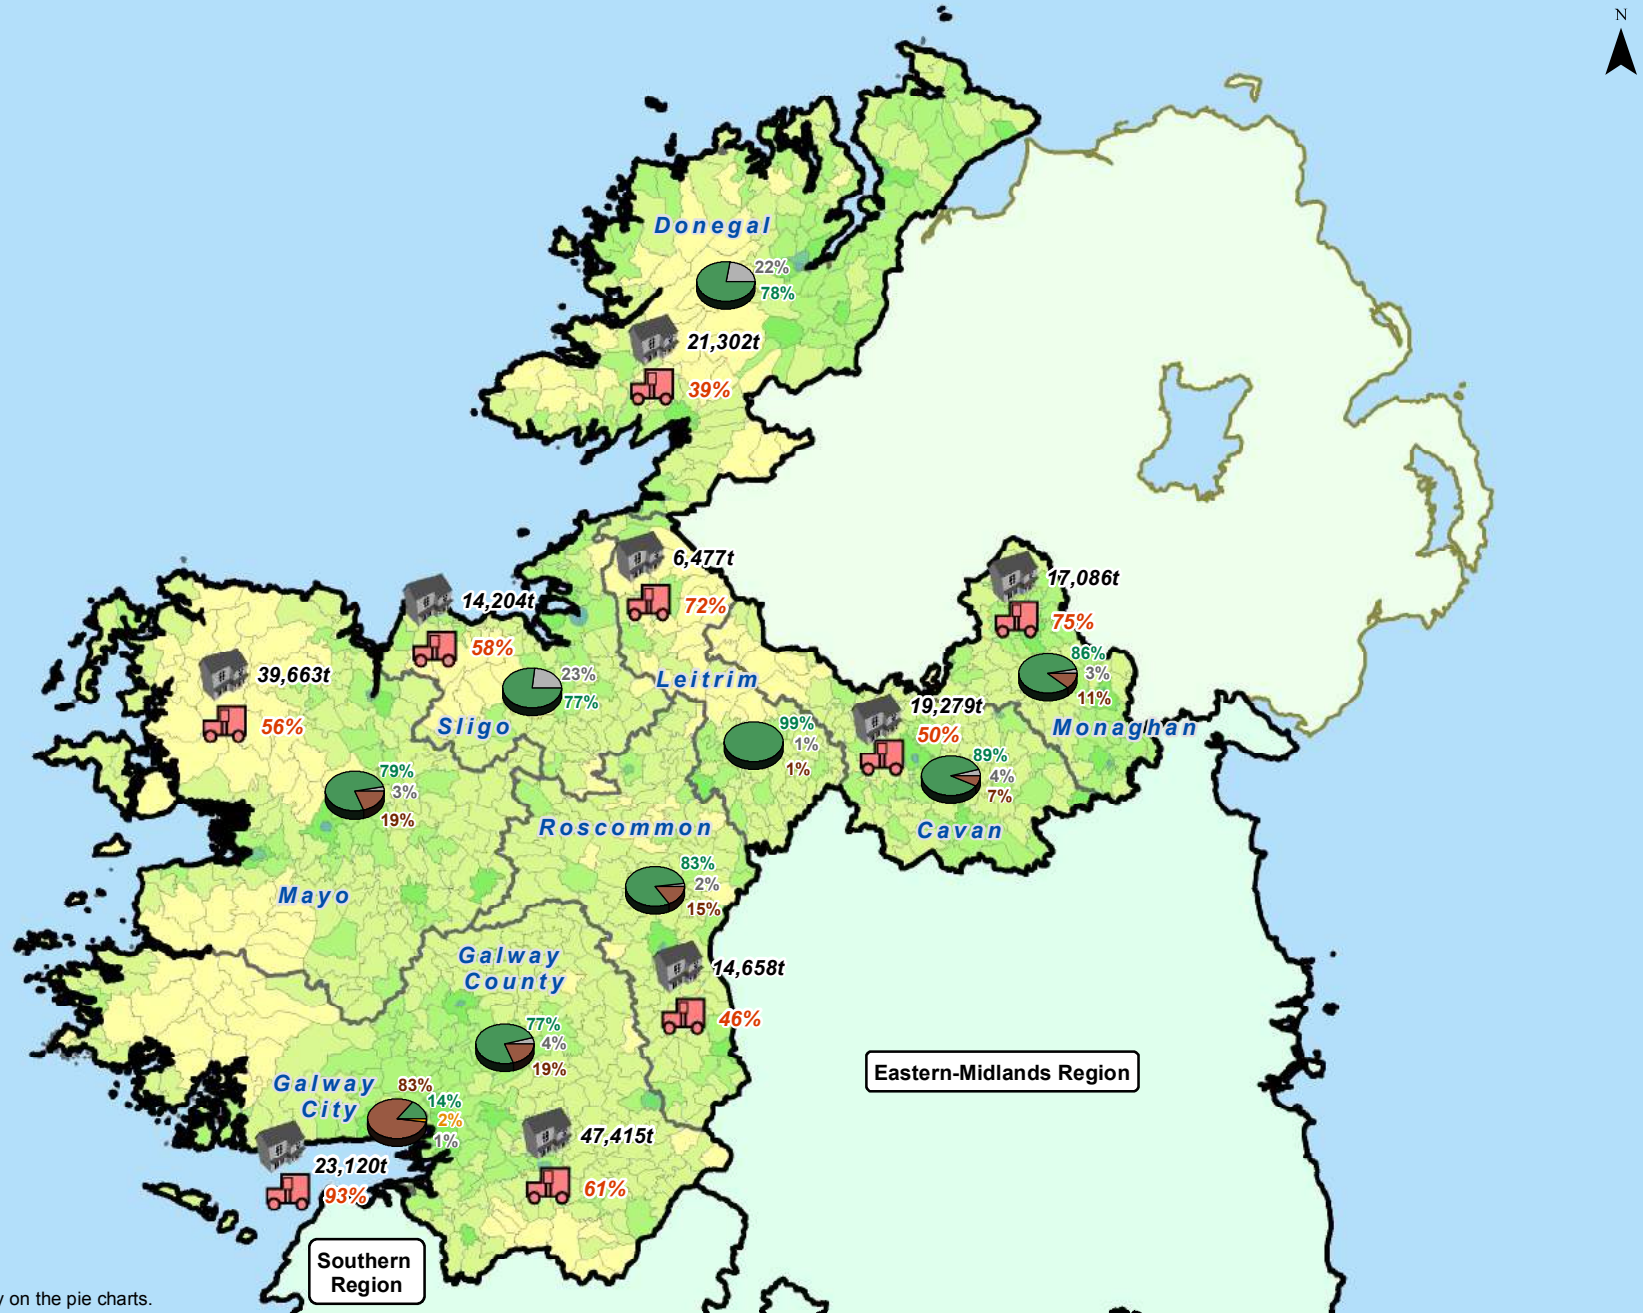 N
Donegal
22%
78%
21,302t
39%
6,477t
72%
17,086t
75%
14,204t
58%
86%
3%
11%
39,663t
56%
23%
77%
Leitrim
Sligo
19,279t
50%
Monaghan
99%
1%
1%
89%
4%
7%
79%
3%
19%
Roscommon
Cavan
83%
2%
15%
Mayo
Galway
County
14,658t
46%
77%
4%
19%
Eastern-Midlands Region
Galway
City
83%
14%
2%
1%
47,415t
61%
23,120t
93%
Southern
Region
y on the pie charts.